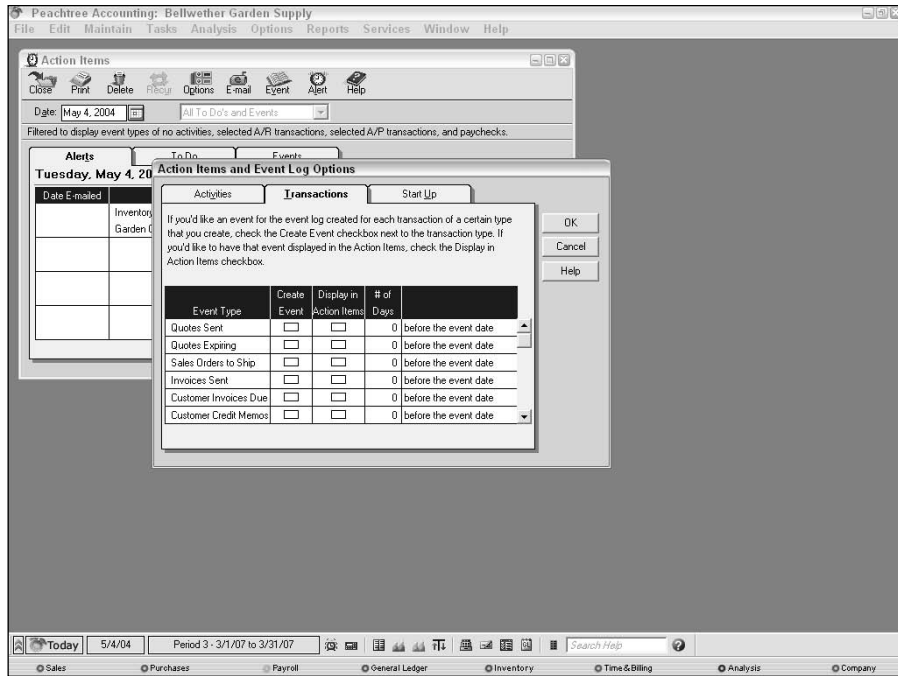 Peachtree Accounting: Bellwether Garden Supply
File Edit Maintain Tasks Analysis Options Reports Services Window Help
Action Items
Close Print Delete Recur Options E-mail Event Alert Help
Date: May 4, 2004 All To Do's and Events
Filtered to display event types of no activities, selected A/R transactions, selected A/P transactions, and paychecks.
Alerts To Do Events
Tuesday, May 4, 20
Date E-mailed
Inventory
Garden
Action Items and Event Log Options
Activities Transactions Start Up
If you'd like an event for the event log created for each transaction of a certain type
that you create, check the Create Event checkbox next to the transaction type. If
you'd like to have that event displayed in the Action Items, check the Display in
Action Items checkbox.
OK
Cancel
Help
Event Type Create Event Display in Action Items # of Days
Quotes Sent 0 before the event date
Quotes Expiring 0 before the event date
Sales Orders to Ship 0 before the event date
Invoices Sent 0 before the event date
Customer Invoices Due 0 before the event date
Customer Credit Memos 0 before the event date
Today 5/4/04 Period 3 - 3/1/07 to 3/31/07 Search Help
Sales Purchases Payroll General Ledger Inventory Time & Billing Analysis Company